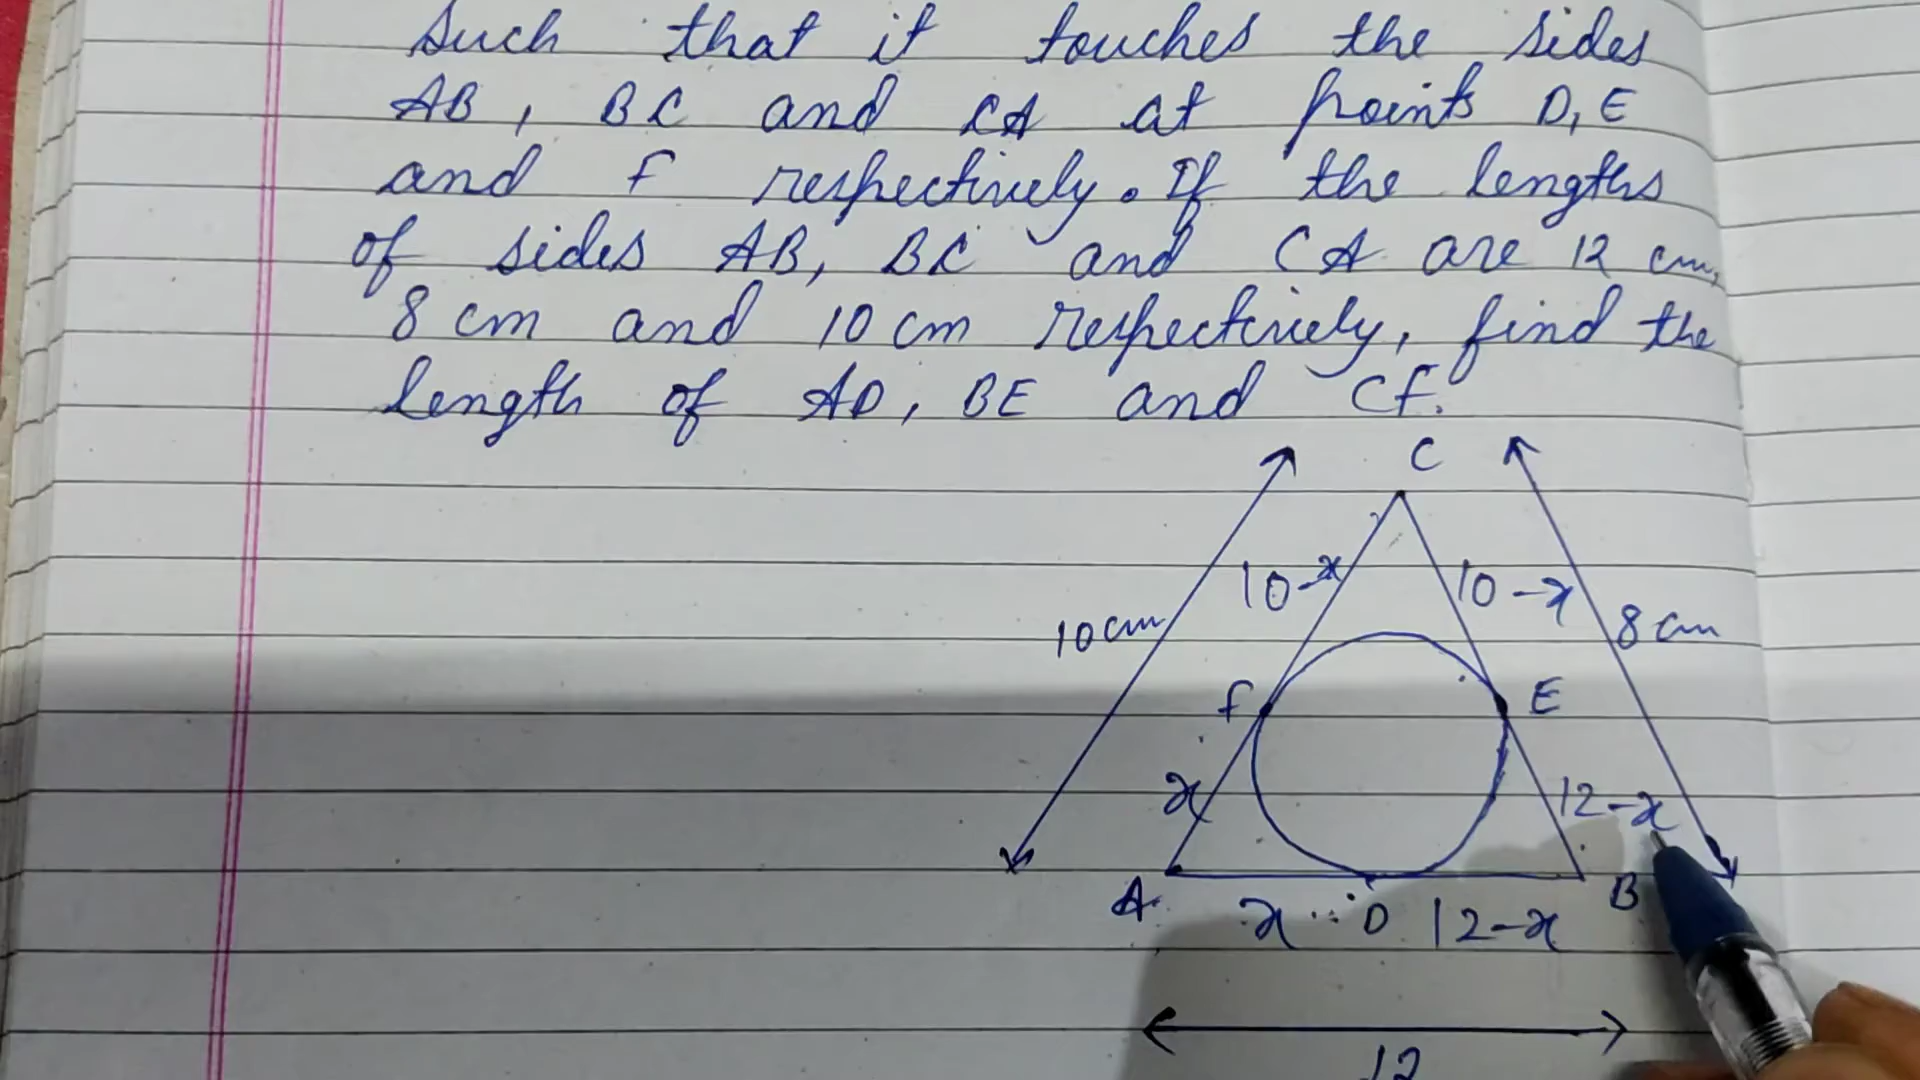 such that it touches the sides
AB, BC and CA at points D, E
and F respectively. If the lengths
of sides AB, BC and CA are 12 cm,
8 cm and 10 cm respectively, find the
length of AD, BE and CF.
C
10-x 10-x
10 cm 8 cm
F E
x 12-x
A B
x D 12-x
12